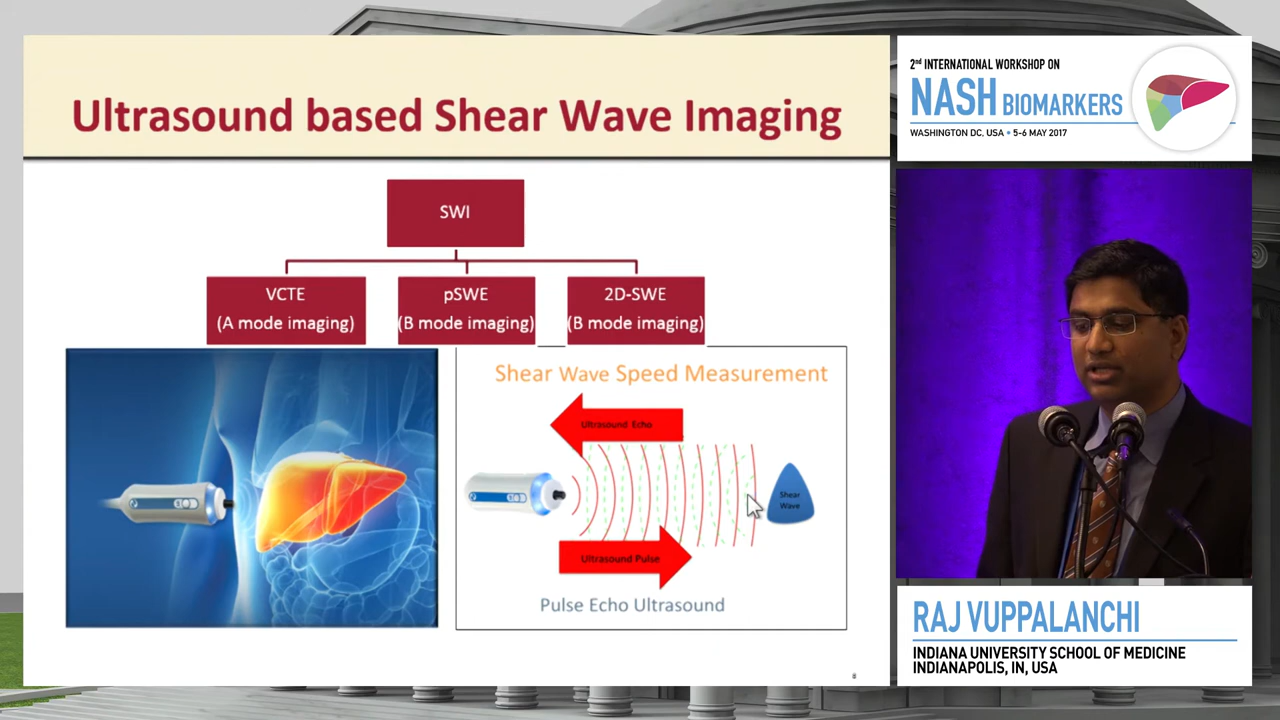 Ultrasound based Shear Wave Imaging
SWI
VCTE
(A mode imaging)
pSWE
(B mode imaging)
2D-SWE
(B mode imaging)
Shear Wave Speed Measurement
Ultrasound Echo
Shear
Wave
Ultrasound Pulse
Pulse Echo Ultrasound
8
2nd INTERNATIONAL WORKSHOP ON
NASH BIOMARKERS
WASHINGTON DC, USA • 5-6 MAY 2017
RAJ VUPPALANCHI
INDIANA UNIVERSITY SCHOOL OF MEDICINE
INDIANAPOLIS, IN, USA